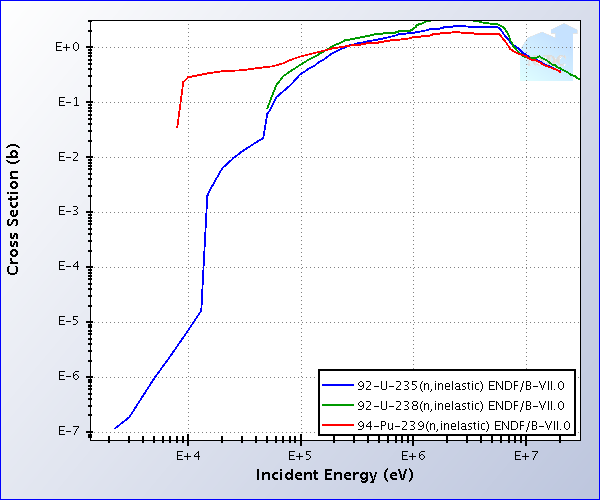 Cross Section (b)
E+0
E-1
E-2
E-3
E-4
E-5
E-6
E-7
E+4 E+5 E+6 E+7
Incident Energy (eV)
92-U-235(n,inelastic) ENDF/B-VII.0
92-U-238(n,inelastic) ENDF/B-VII.0
94-Pu-239(n,inelastic) ENDF/B-VII.0